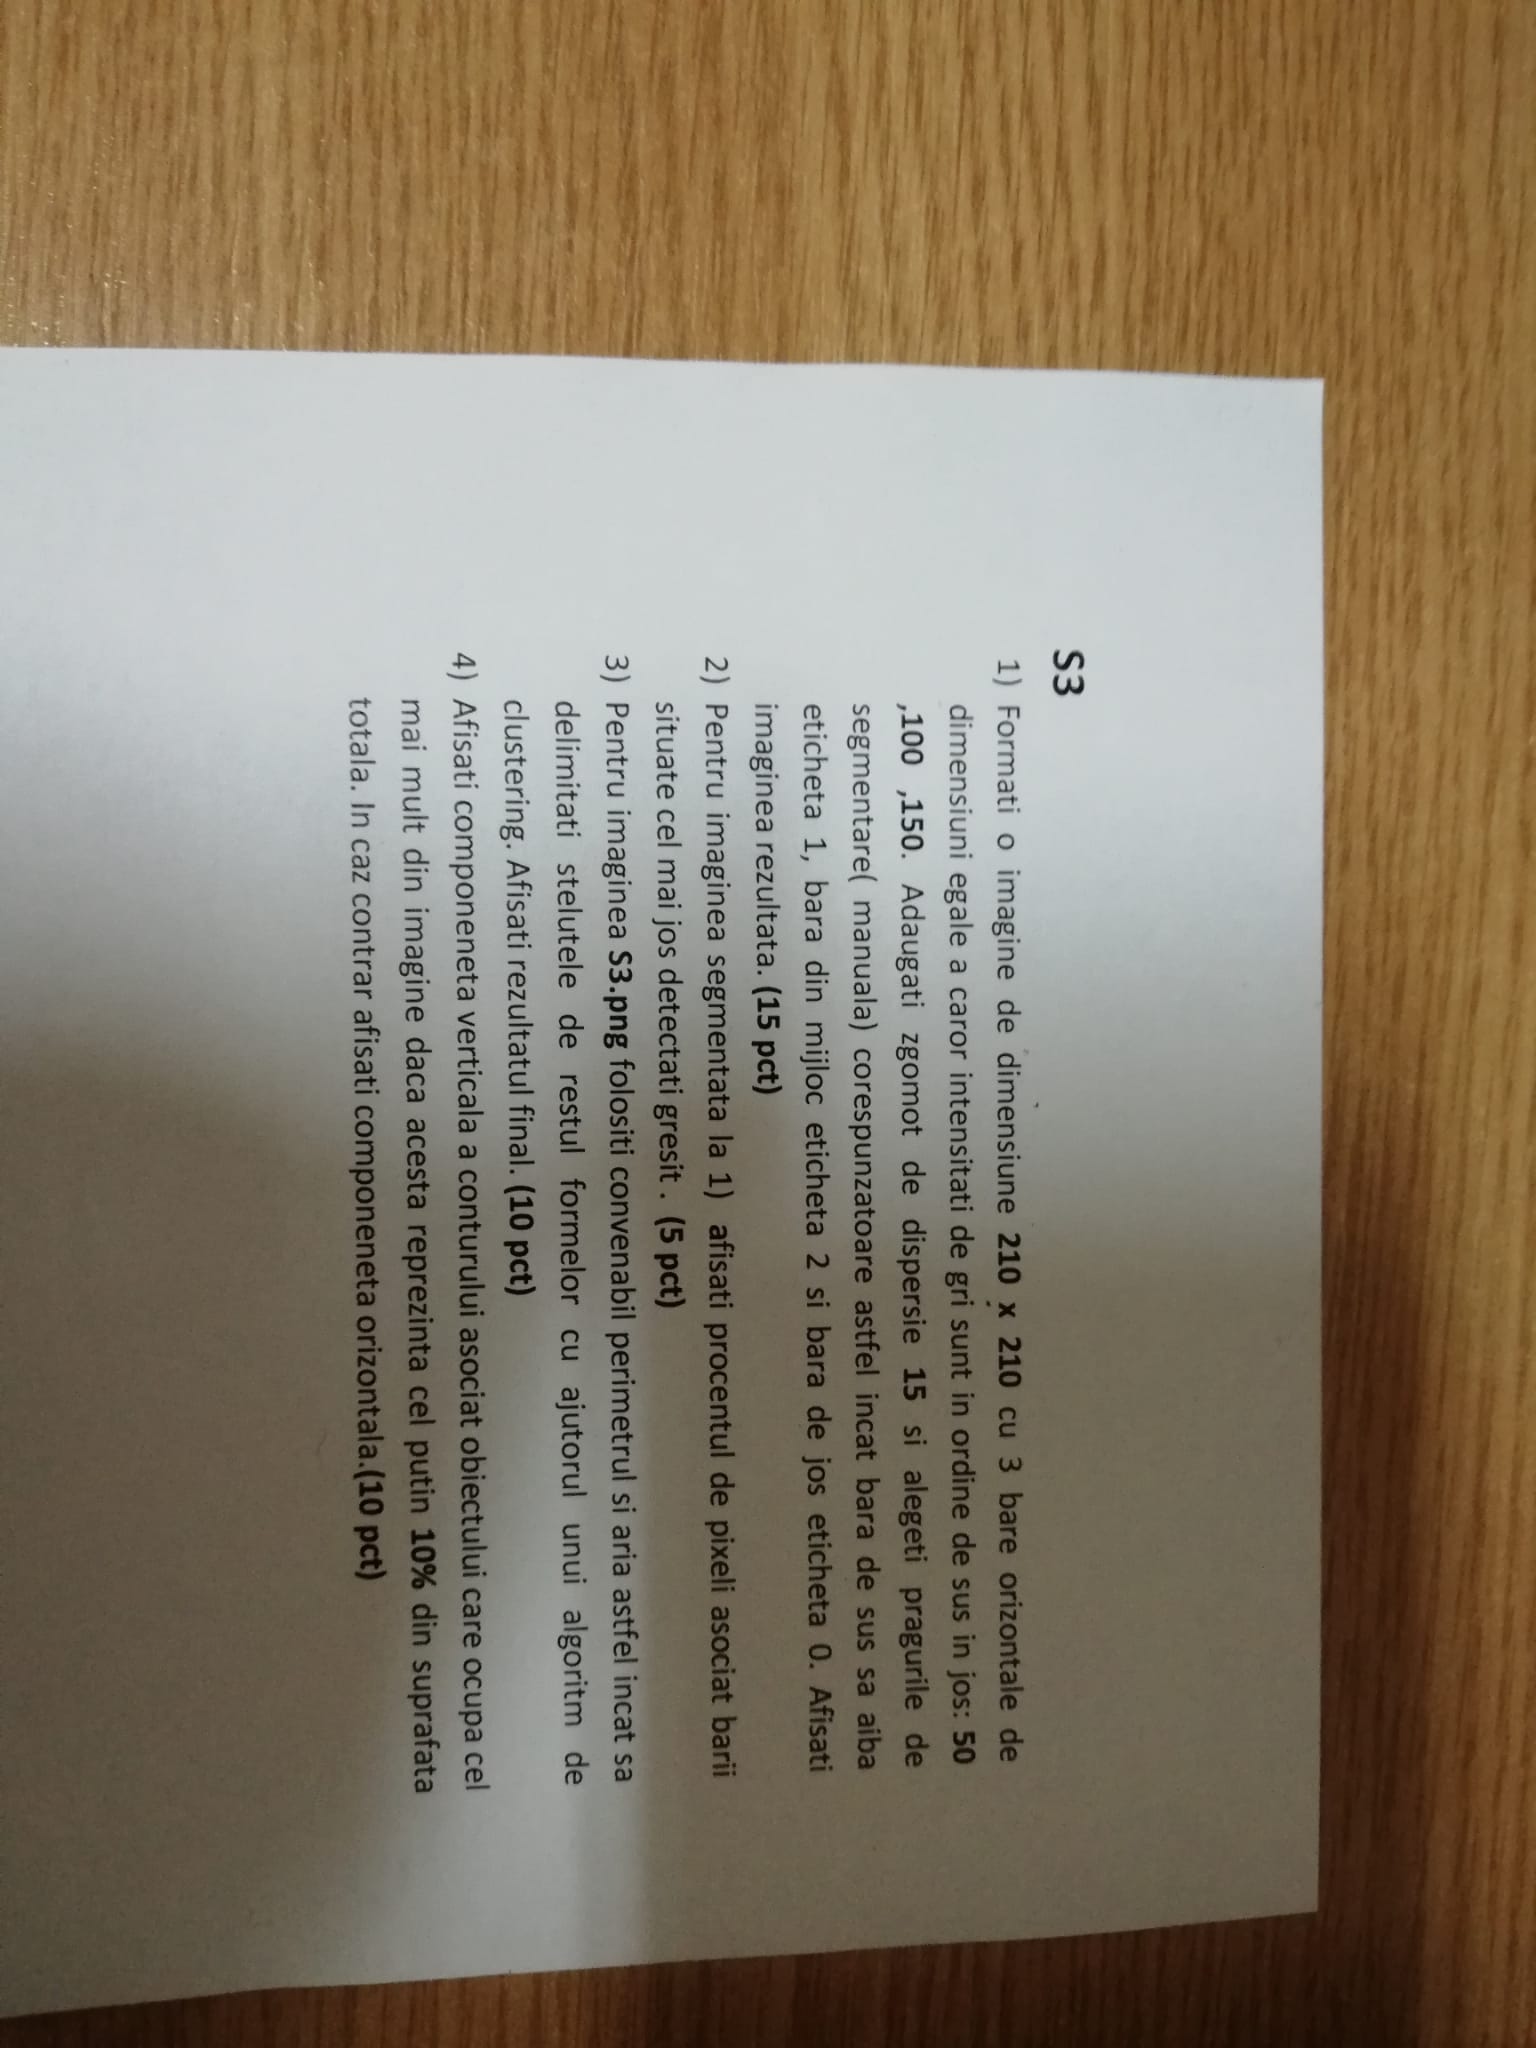 S3
1) Formati o imagine de dimensiune 210 x 210 cu 3 bare orizontale de
dimensiuni egale a caror intensitati de gri sunt in ordine de sus in jos: 50
,100 ,150. Adaugati zgomot de dispersie 15 si alegeti pragurile de
segmentare( manuala) corespunzatoare astfel incat bara de sus sa aiba
eticheta 1, bara din mijloc eticheta 2 si bara de jos eticheta 0. Afisati
imaginea rezultata. (15 pct)
2) Pentru imaginea segmentata la 1) afisati procentul de pixeli asociat barii
situate cel mai jos detectati gresit . (5 pct)
3) Pentru imaginea S3.png folositi convenabil perimetrul si aria astfel incat sa
delimitati stelutele de restul formelor cu ajutorul unui algoritm de
clustering. Afisati rezultatul final. (10 pct)
4) Afisati componeneta verticala a conturului asociat obiectului care ocupa cel
mai mult din imagine daca acesta reprezinta cel putin 10% din suprafata
totala. In caz contrar afisati componeneta orizontala.(10 pct)